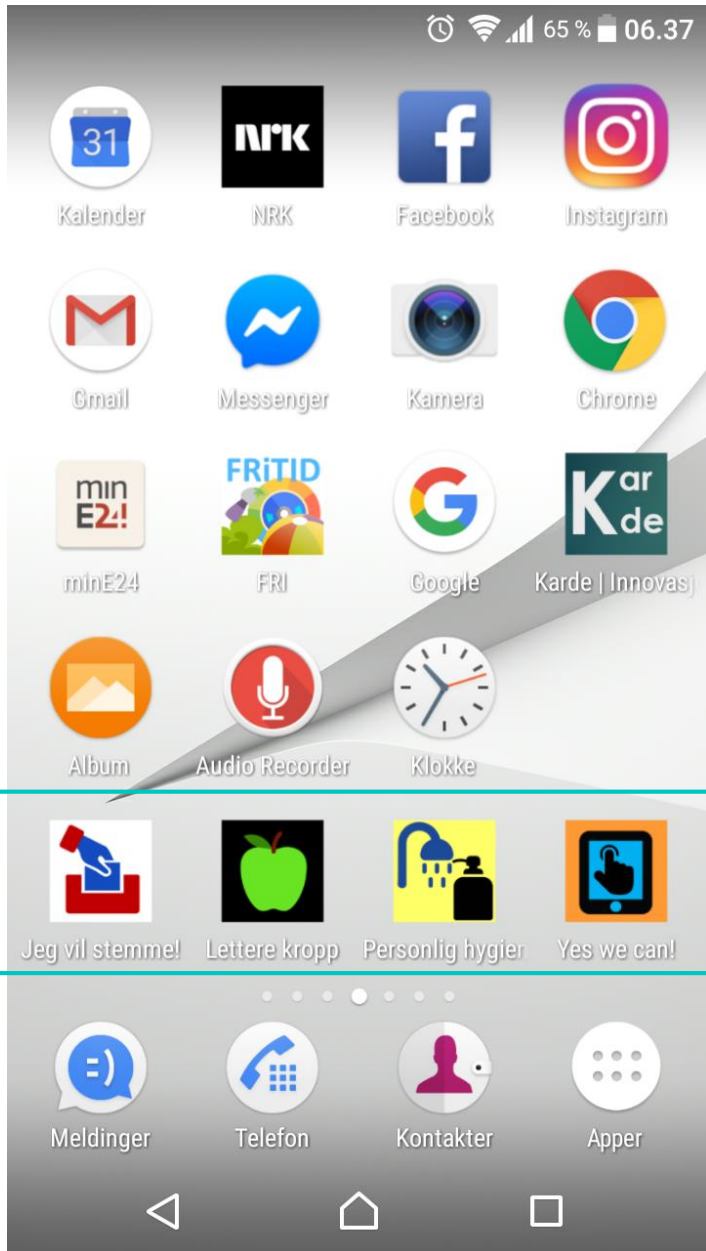 65 % 06.37
31
nrk
Kalender NRK Facebook Instagram
Gmail Messenger Kamera Chrome
min
E24!
FRiTID
G
K ar
de
minE24 FRI Google Karde | Innovasj
Album Audio Recorder Klokke
Jeg vil stemme! Lettere kropp Personlig hygien Yes we can!
:)
Meldinger Telefon Kontakter Apper